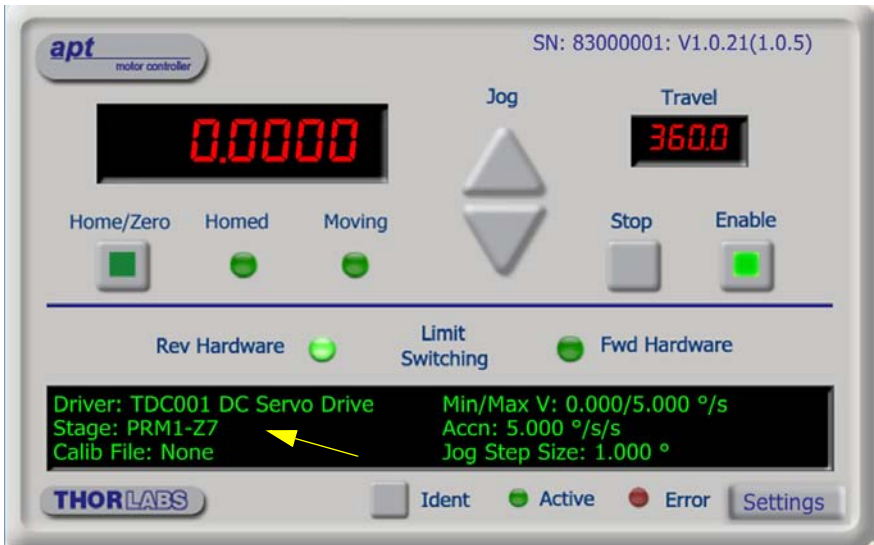 apt
motor controller
SN: 83000001: V1.0.21(1.0.5)
Jog
Travel
0.0000
360.0
Home/Zero
Homed
Moving
Stop
Enable
Rev Hardware
Limit
Switching
Fwd Hardware
Driver: TDC001 DC Servo Drive
Stage: PRM1-Z7
Calib File: None
Min/Max V: 0.000/5.000 °/s
Accn: 5.000 °/s/s
Jog Step Size: 1.000 °
THORLABS
Ident
Active
Error
Settings